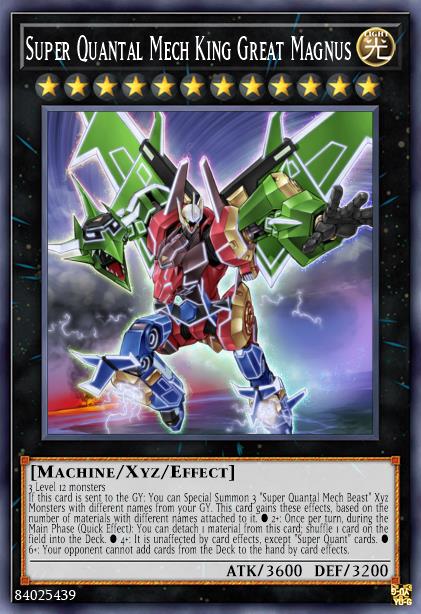 Super Quantal Mech King Great Magnus
LIGHT
光
[Machine/Xyz/Effect]
3 Level 12 monsters
If this card is sent to the GY: You can Special Summon 3 "Super Quantal Mech Beast" Xyz
Monsters with different names from your GY. This card gains these effects, based on the
number of materials with different names attached to it. ● 2+: Once per turn, during the
Main Phase (Quick Effect): You can detach 1 material from this card; shuffle 1 card on the
field into the Deck. ● 4+: It is unaffected by card effects, except "Super Quant" cards. ●
6+: Your opponent cannot add cards from the Deck to the hand by card effects.
ATK/3600 DEF/3200
84025439